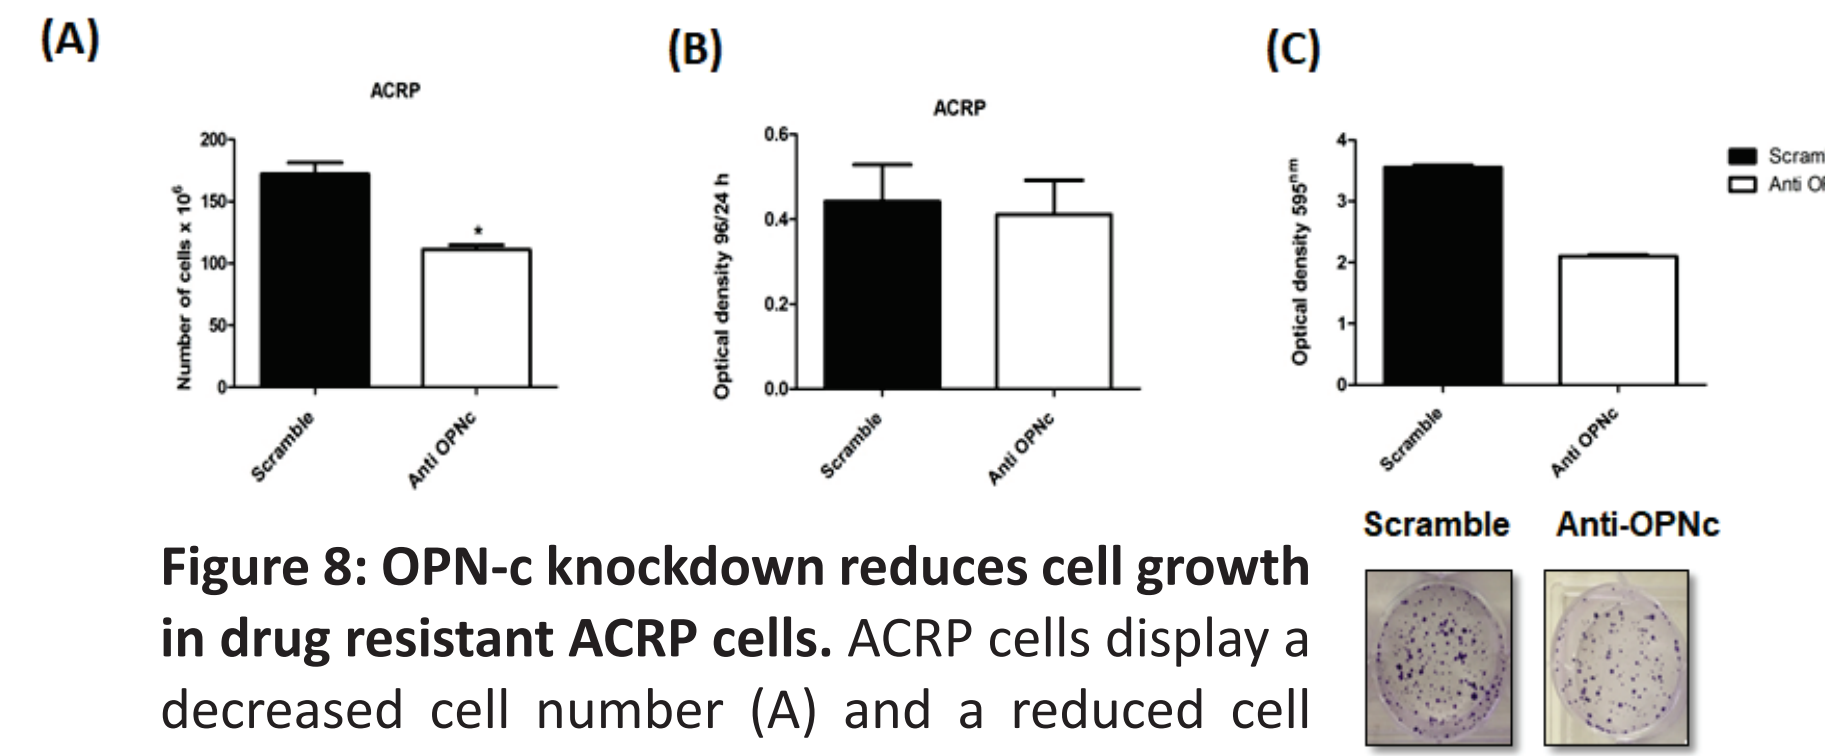 (A)
ACRP
Number of cells x 10⁶
200
150
100
50
0
*
Scramble
Anti OPNc
(B)
ACRP
Optical density 96/24 h
0.6
0.4
0.2
0.0
Scramble
Anti OPNc
(C)
Optical density 595ⁿᵐ
4
3
2
1
0
Scramble
Anti OPNc
Scram
Anti OP
Scramble
Anti-OPNc
Figure 8: OPN-c knockdown reduces cell growth
in drug resistant ACRP cells. ACRP cells display a
decreased cell number (A) and a reduced cell